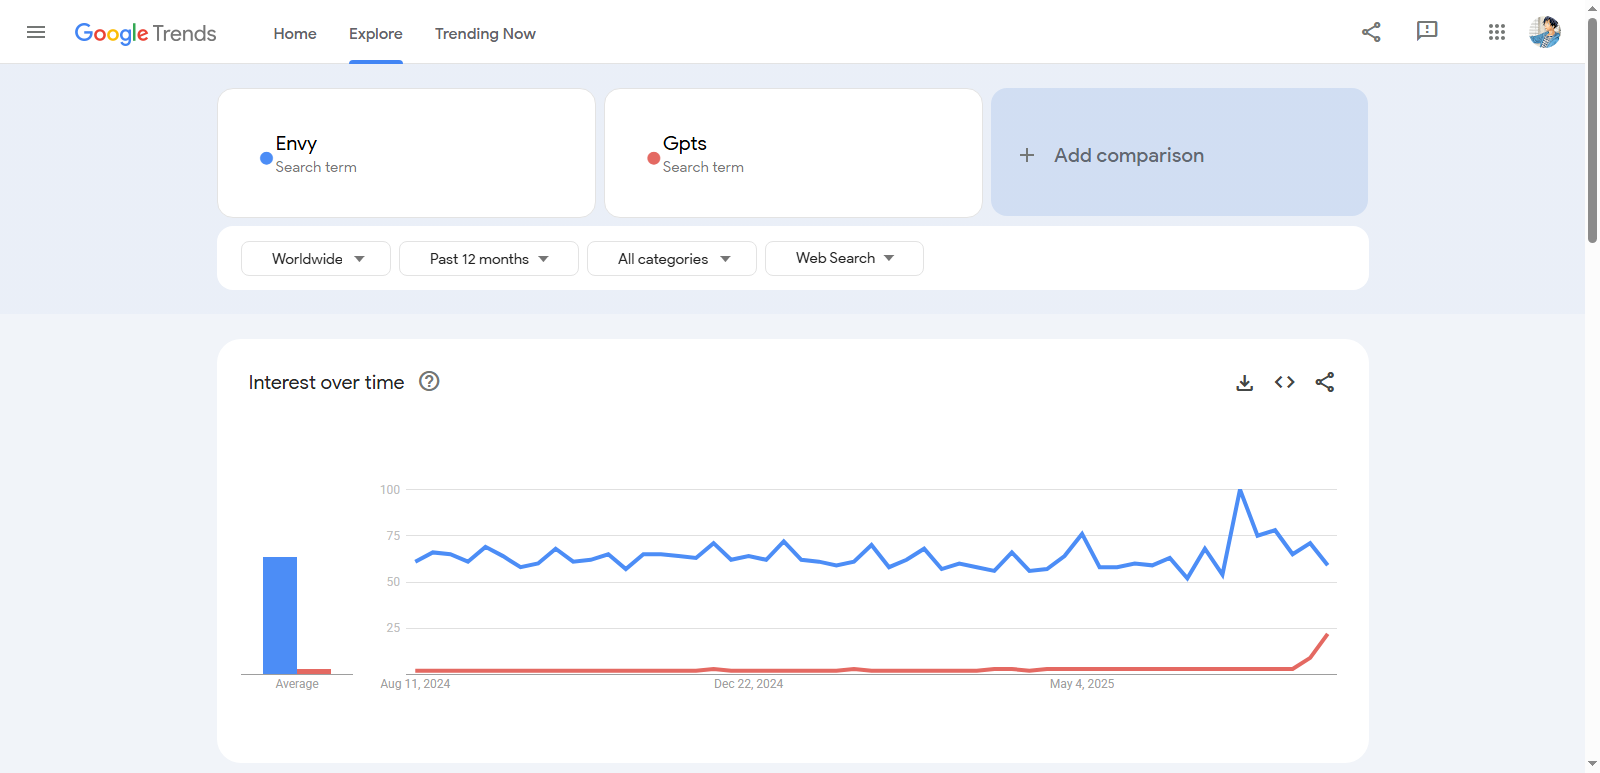 Google Trends Home Explore Trending Now
Envy
Search term
Gpts
Search term
+ Add comparison
Worldwide Past 12 months All categories Web Search
Interest over time ?
100
75
50
25
Average
Aug 11, 2024 Dec 22, 2024 May 4, 2025